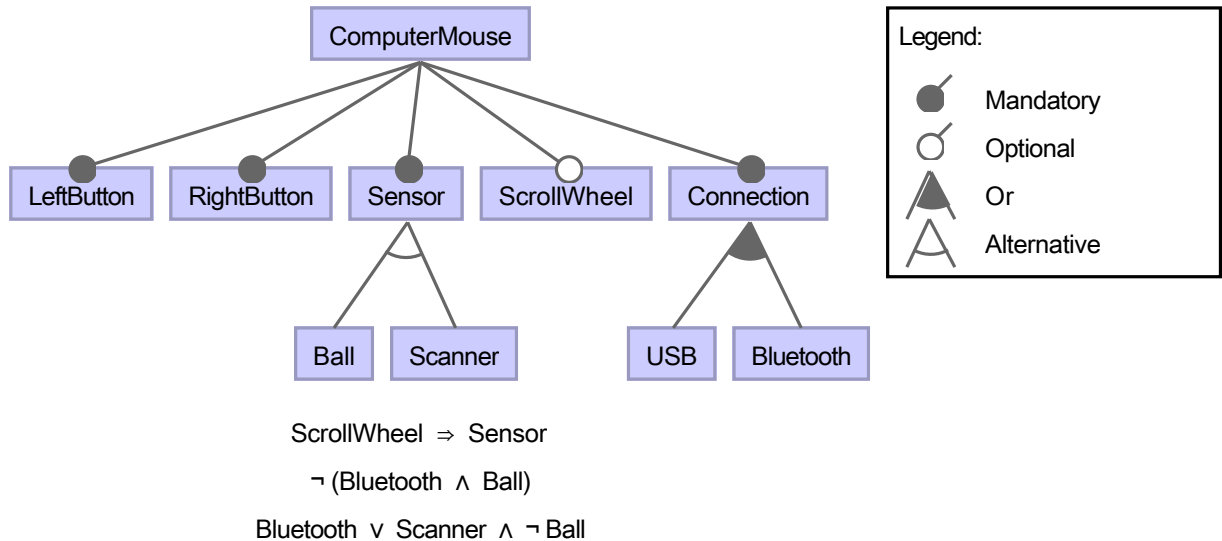 ComputerMouse
Legend:
Mandatory
Optional
Or
Alternative
LeftButton RightButton Sensor ScrollWheel Connection
Ball Scanner USB Bluetooth
ScrollWheel ⇒ Sensor
¬ (Bluetooth ∧ Ball)
Bluetooth ∨ Scanner ∧ ¬ Ball